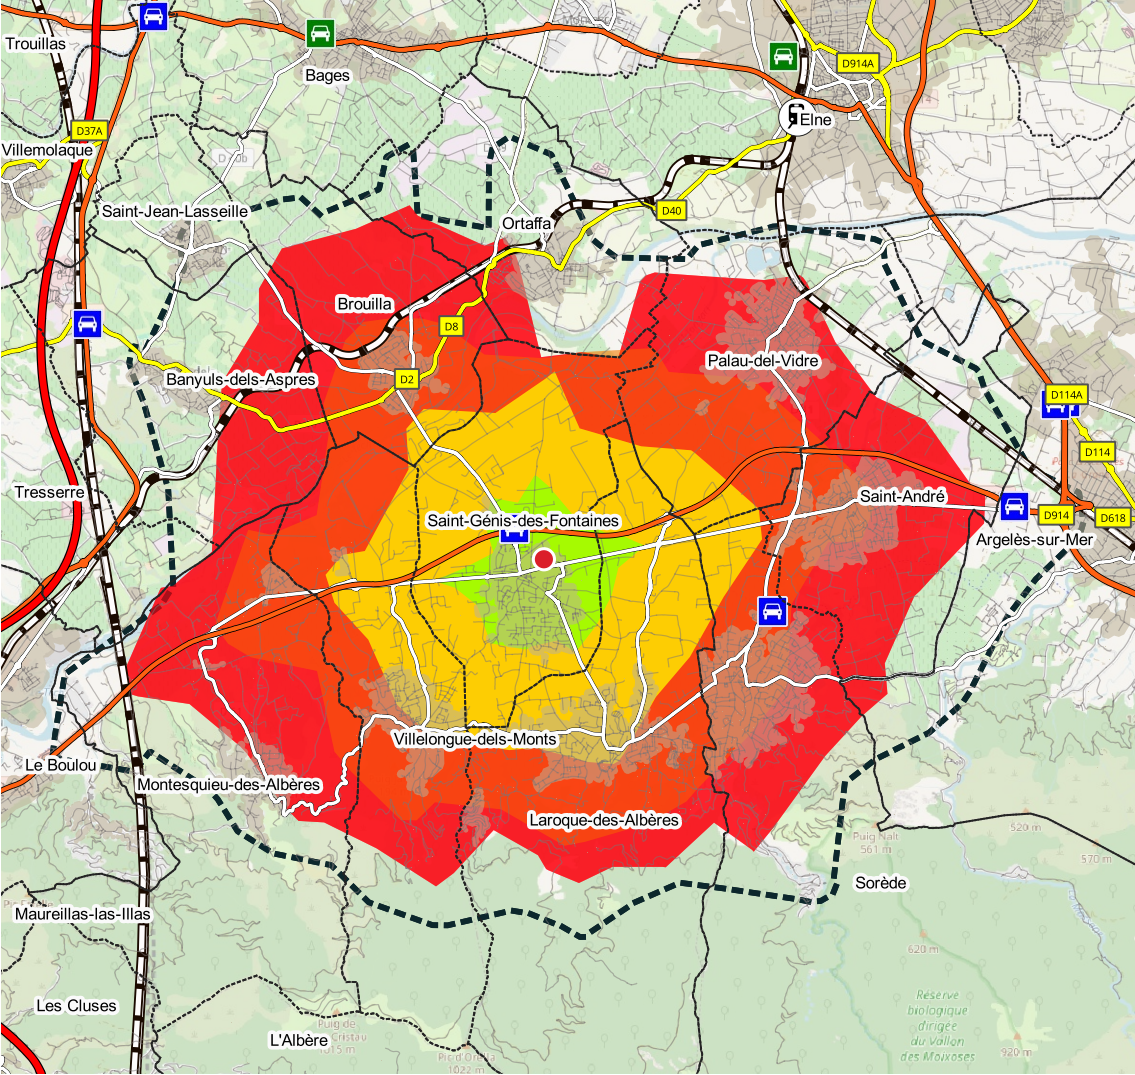 Trouillas
Bages
D914A
Elne
D37A
Villemolaque
Saint-Jean-Lasseille
Ortaffa
D40
Brouilla
D8
Palau-del-Vidre
Banyuls-dels-Aspres
D2
D114A
D114
Tresserre
Saint-André
D914
D618
Saint-Génis-des-Fontaines
Argelès-sur-Mer
Villelongue-dels-Monts
Le Boulou
Montesquieu-des-Albères
Laroque-des-Albères
Puig Nalt
561 m
520 m
570 m
Sorède
Maureillas-las-Illas
620 m
Les Cluses
Réserve
biologique
dirigée
du Vallon
des Moixoses
L'Albère
920 m
1022 m